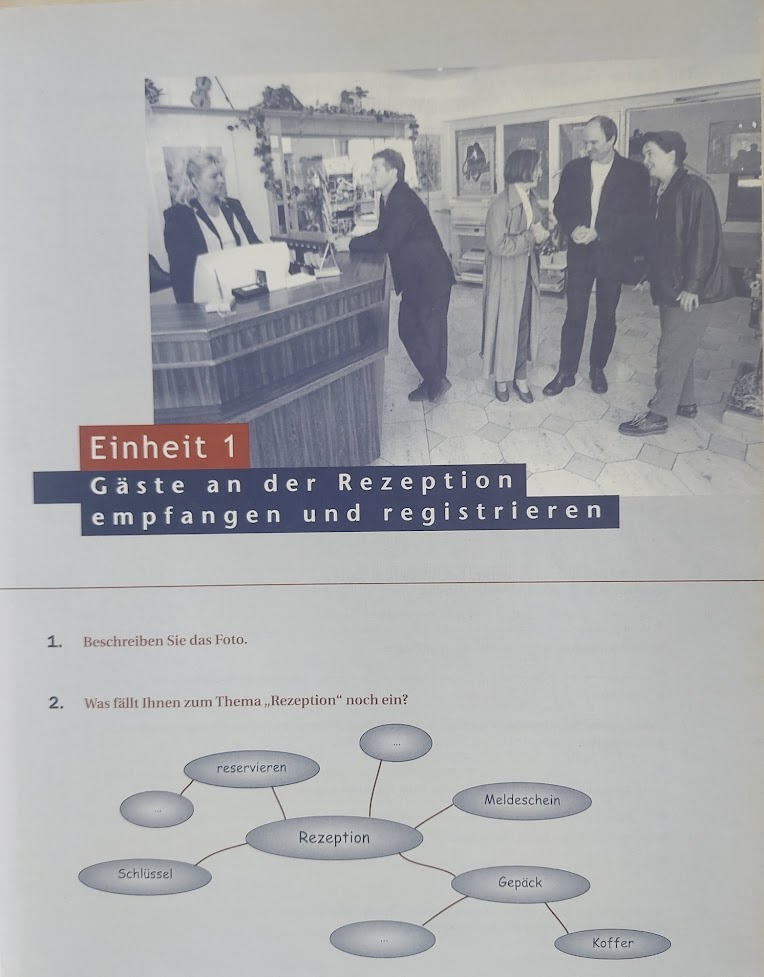 Einheit 1
Gäste an der Rezeption
empfangen und registrieren
1. Beschreiben Sie das Foto.
2. Was fällt Ihnen zum Thema „Rezeption“ noch ein?
...
reservieren
...
Meldeschein
Rezeption
Schlüssel
Gepäck
...
Koffer